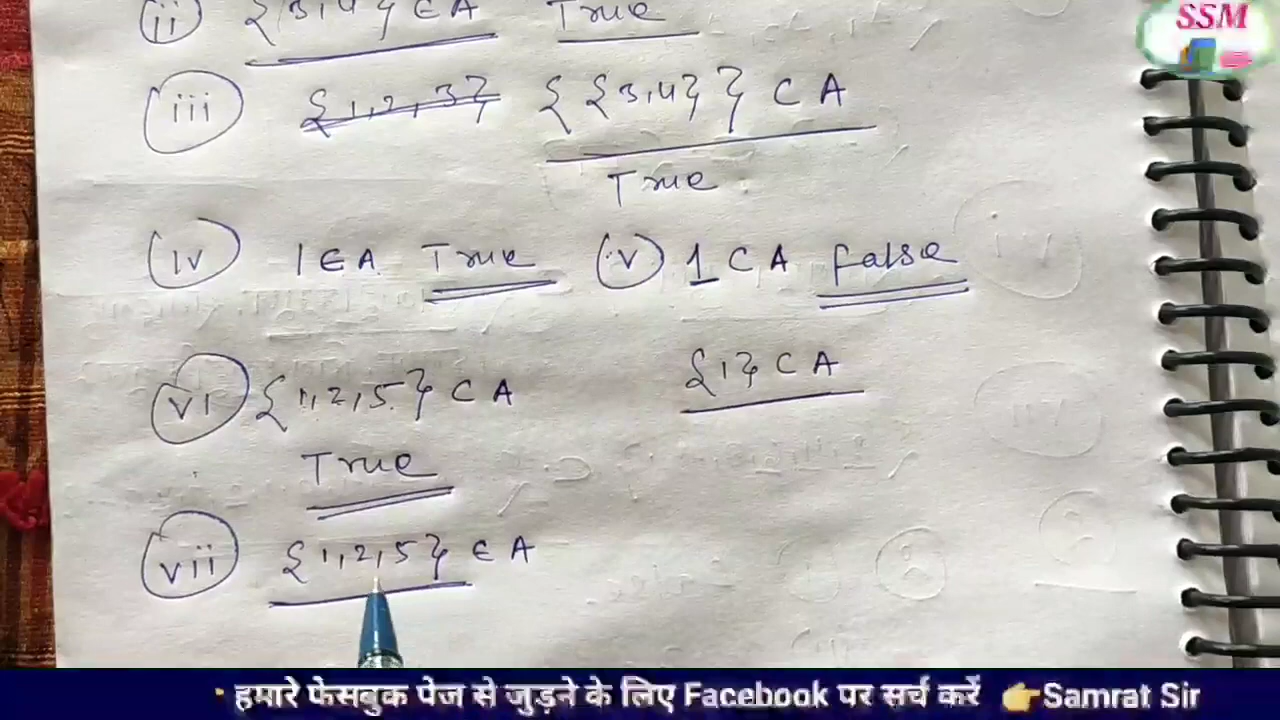 (ii) {3,4} ∈ A True
SSM
(iii) {1,2,3} {{3,4}} ⊂ A
True
(iv) 1 ∈ A True (v) 1 ⊂ A False
{1} ⊂ A
(vi) {1,2,5} ⊂ A
True
(vii) {1,2,5} ∈ A
हमारे फेसबुक पेज से जुड़ने के लिए Facebook पर सर्च करें 👉Samrat Sir